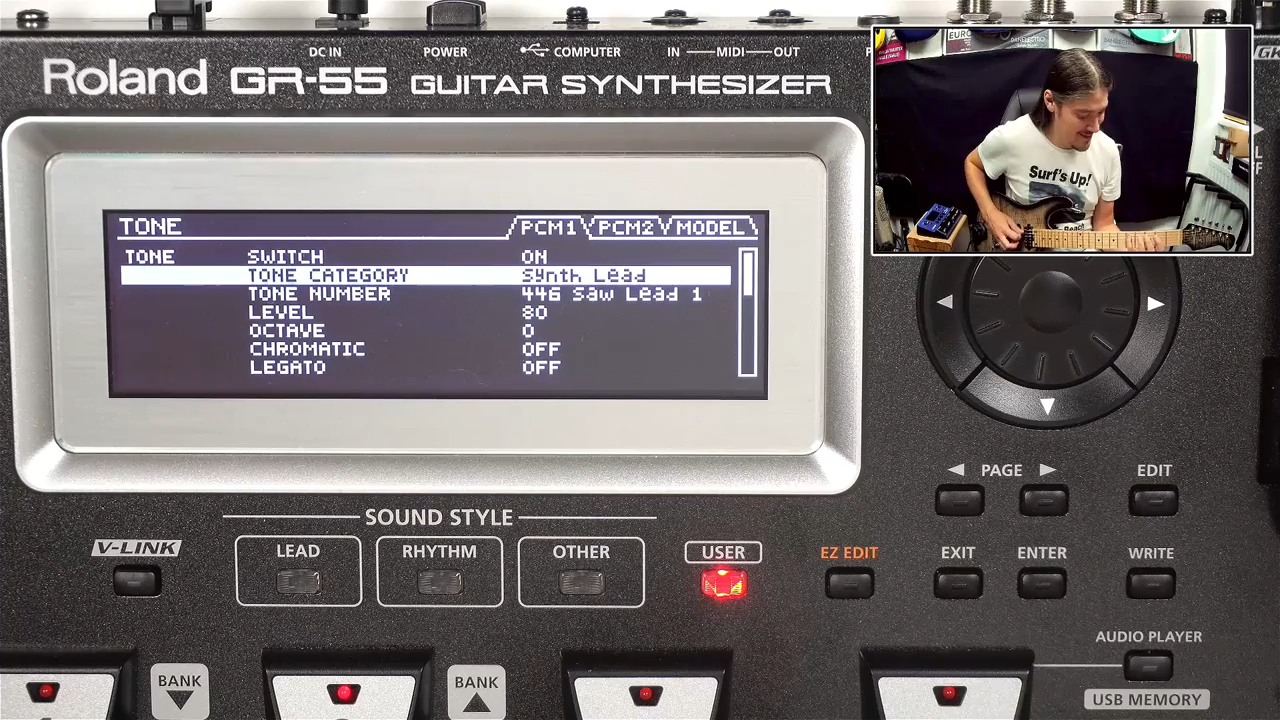 DC IN POWER COMPUTER IN MIDI OUT
Roland GR-55 GUITAR SYNTHESIZER
EURO
DANELECTRO
Surf's Up!
Beach
TONE PCM1 PCM2 MODEL
TONE SWITCH ON
TONE CATEGORY Synth Lead
TONE NUMBER 446 Saw Lead 1
LEVEL 80
OCTAVE 0
CHROMATIC OFF
LEGATO OFF
PAGE EDIT
SOUND STYLE
V-LINK LEAD RHYTHM OTHER USER EZ EDIT EXIT ENTER WRITE
AUDIO PLAYER
BANK BANK
USB MEMORY